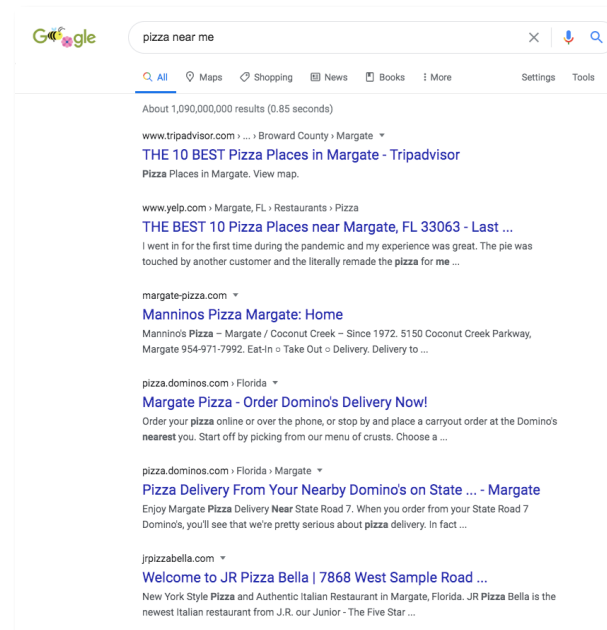 Google
pizza near me
All Maps Shopping News Books More Settings Tools
About 1,090,000,000 results (0.85 seconds)
www.tripadvisor.com › ... › Broward County › Margate
THE 10 BEST Pizza Places in Margate - Tripadvisor
Pizza Places in Margate. View map.
www.yelp.com › Margate, FL › Restaurants › Pizza
THE BEST 10 Pizza Places near Margate, FL 33063 - Last ...
I went in for the first time during the pandemic and my experience was great. The pie was
touched by another customer and the literally remade the pizza for me ...
margate-pizza.com
Manninos Pizza Margate: Home
Mannino's Pizza – Margate / Coconut Creek – Since 1972. 5150 Coconut Creek Parkway,
Margate 954-971-7992. Eat-In ○ Take Out ○ Delivery. Delivery to ...
pizza.dominos.com › Florida
Margate Pizza - Order Domino's Delivery Now!
Order your pizza online or over the phone, or stop by and place a carryout order at the Domino's
nearest you. Start off by picking from our menu of crusts. Choose a ...
pizza.dominos.com › Florida › Margate
Pizza Delivery From Your Nearby Domino's on State ... - Margate
Enjoy Margate Pizza Delivery Near State Road 7. When you order from your State Road 7
Domino's, you'll see that we're pretty serious about pizza delivery. In fact ...
jrpizzabella.com
Welcome to JR Pizza Bella | 7868 West Sample Road ...
New York Style Pizza and Authentic Italian Restaurant in Margate, Florida. JR Pizza Bella is the
newest Italian restaurant from J.R. our Junior - The Five Star ...